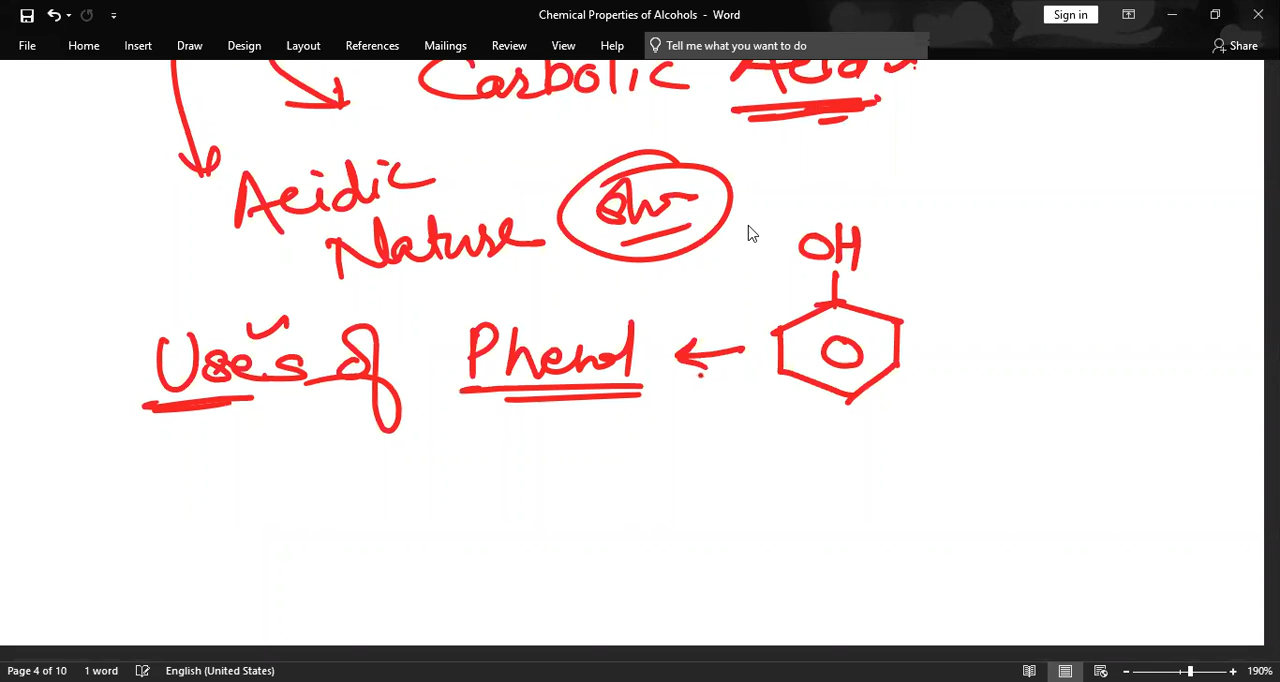 Chemical Properties of Alcohols - Word
Sign in
File Home Insert Draw Design Layout References Mailings Review View Help Tell me what you want to do Share
Carbolic Acid
Acidic
Nature
OH
Uses of Phenol
Page 4 of 10 1 word English (United States) 190%